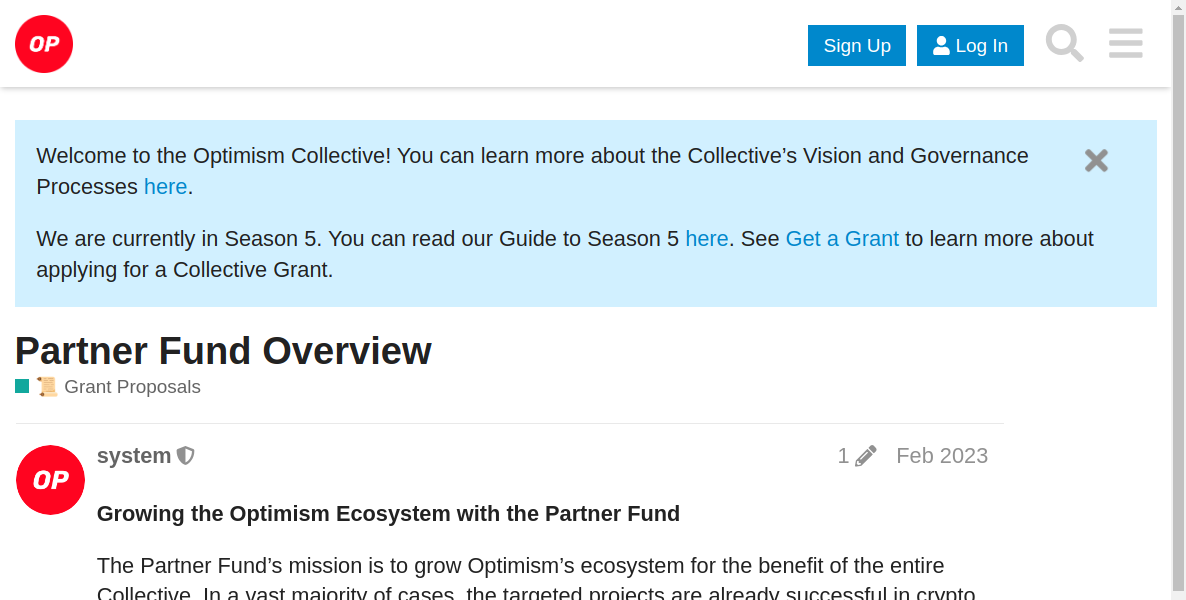 OP
Sign Up
Log In
Welcome to the Optimism Collective! You can learn more about the Collective’s Vision and Governance
Processes here.
We are currently in Season 5. You can read our Guide to Season 5 here. See Get a Grant to learn more about
applying for a Collective Grant.
Partner Fund Overview
Grant Proposals
OP
system
1
Feb 2023
Growing the Optimism Ecosystem with the Partner Fund
The Partner Fund’s mission is to grow Optimism’s ecosystem for the benefit of the entire
Collective. In a vast majority of cases, the targeted projects are already successful in crypto